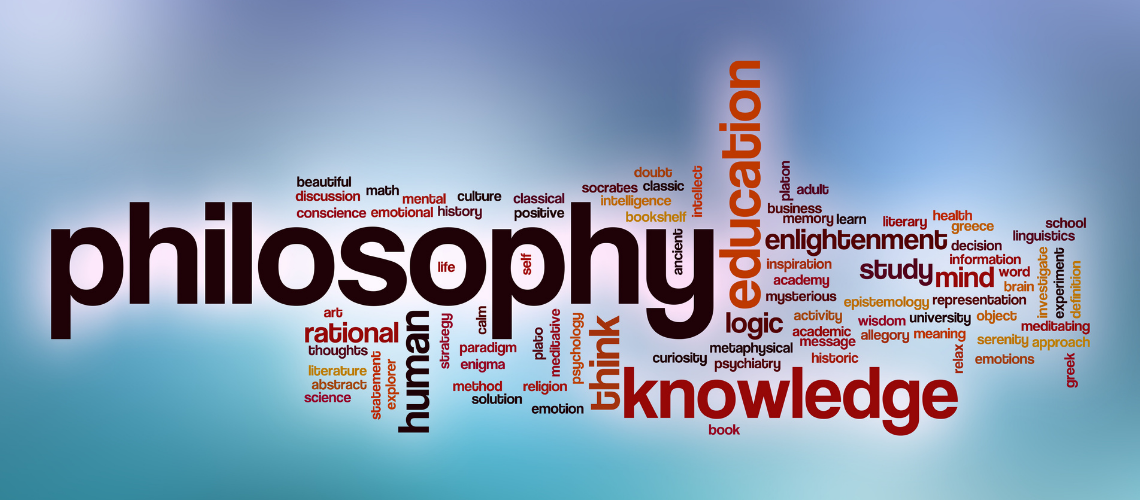 philosophy
education
knowledge
beautiful
discussion
conscience
math
mental
emotional
culture
history
classical
positive
doubt
socrates
classic
intelligence
bookshelf
intellect
ancient
life
self
platon
adult
business
memory
learn
literary
health
greece
school
linguistics
enlightenment
decision
information
inspiration
study
mind
word
brain
academy
mysterious
epistemology
representation
investigate
experiment
definition
logic
activity
wisdom
university
object
meditating
academic
allegory
meaning
message
serenity
approach
curiosity
metaphysical
psychiatry
historic
relax
emotions
greek
art
rational
thoughts
literature
abstract
science
statement
explorer
human
strategy
calm
paradigm
enigma
method
solution
plato
meditative
religion
emotion
psychology
think
book